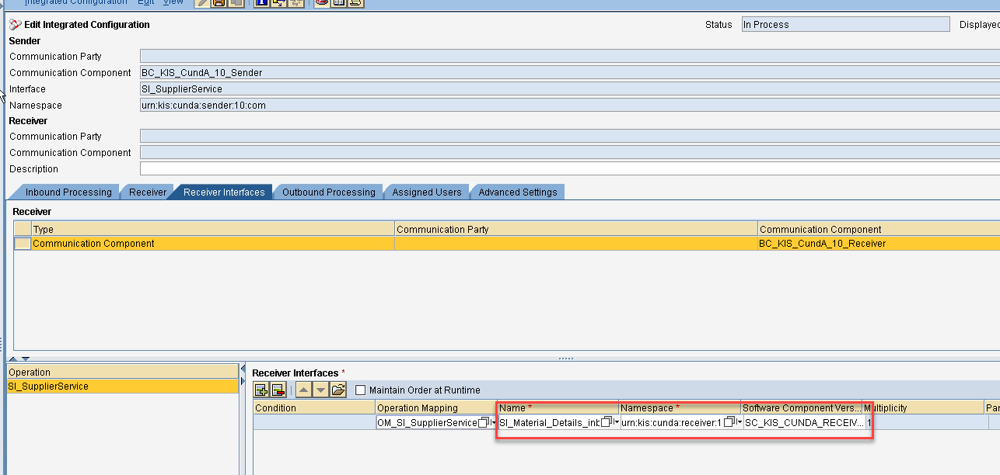 Integrated Configuration Edit View
Edit Integrated Configuration
Status In Process Displayed
Sender
Communication Party
Communication Component BC_KIS_CundA_10_Sender
Interface SI_SupplierService
Namespace urn:kis:cunda:sender:10:com
Receiver
Communication Party
Communication Component
Description
Inbound Processing Receiver Receiver Interfaces Outbound Processing Assigned Users Advanced Settings
Receiver
Type Communication Party Communication Component
Communication Component BC_KIS_CundA_10_Receiver
Operation
SI_SupplierService
Receiver Interfaces *
Maintain Order at Runtime
Condition Operation Mapping Name * Namespace * Software Component Vers... Multiplicity Par
OM_SI_SupplierService SI_Material_Details_inb urn:kis:cunda:receiver:1 SC_KIS_CUNDA_RECEIV... 1